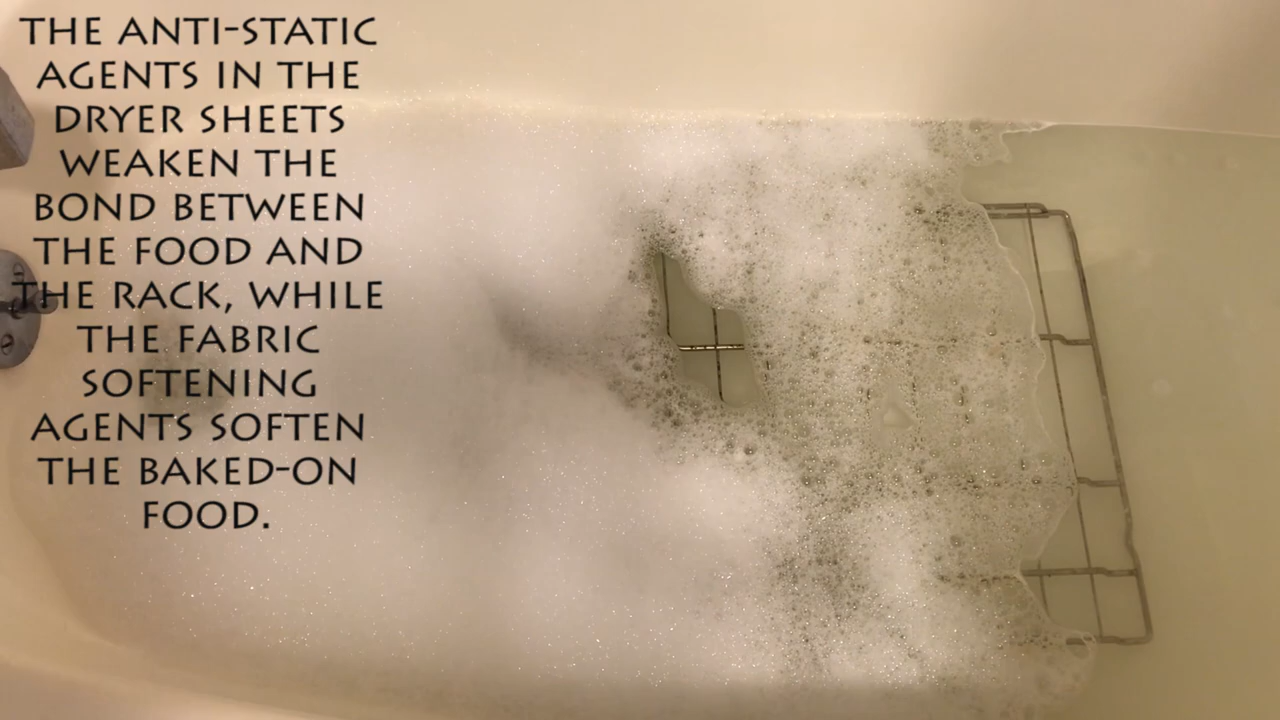 THE ANTI-STATIC
AGENTS IN THE
DRYER SHEETS
WEAKEN THE
BOND BETWEEN
THE FOOD AND
THE RACK, WHILE
THE FABRIC
SOFTENING
AGENTS SOFTEN
THE BAKED-ON
FOOD.